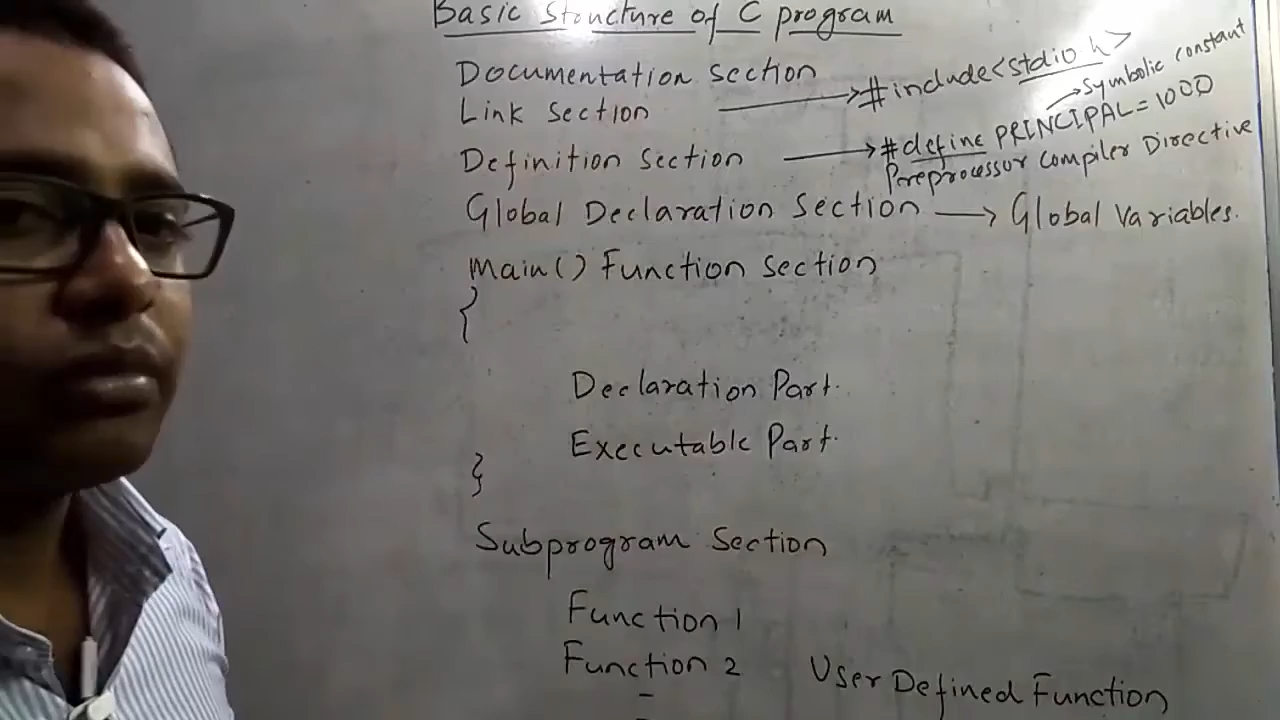 Basic Structure of C program
Documentation section
Link section → #include<stdio h>
→ Symbolic constant
Definition section → #define PRINCIPAL = 1000
Preprocessor Compiler Directive
Global Declaration section → Global Variables.
Main() Function section
{
Declaration Part.
Executable Part.
}
Subprogram Section
Function 1
Function 2 User Defined Function